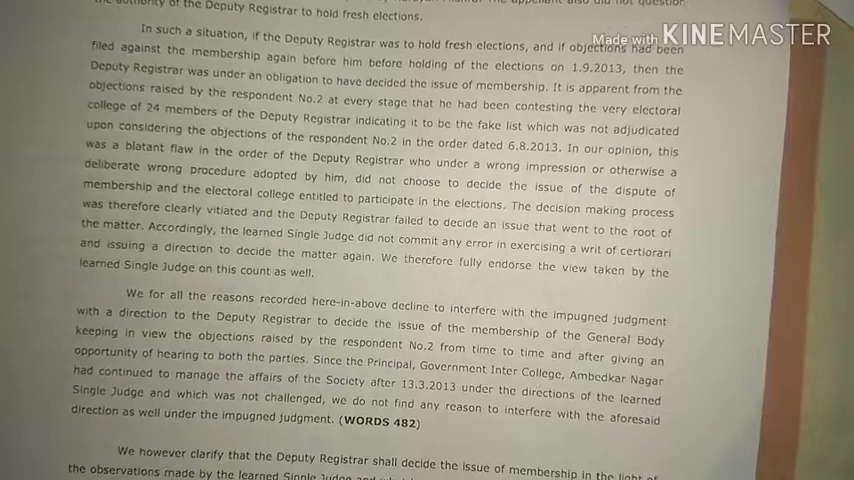 authority of the Deputy Registrar to hold fresh elections.
Made with KINEMASTER
In such a situation, if the Deputy Registrar was to hold fresh elections, and if objections had been
filed against the membership again before him before holding of the elections on 1.9.2013, then the
Deputy Registrar was under an obligation to have decided the issue of membership. It is apparent from the
objections raised by the respondent No.2 at every stage that he had been contesting the very electoral
college of 24 members of the Deputy Registrar indicating it to be the fake list which was not adjudicated
upon considering the objections of the respondent No.2 in the order dated 6.8.2013. In our opinion, this
was a blatant flaw in the order of the Deputy Registrar who under a wrong impression or otherwise a
deliberate wrong procedure adopted by him, did not choose to decide the issue of the dispute of
membership and the electoral college entitled to participate in the elections. The decision making process
was therefore clearly vitiated and the Deputy Registrar failed to decide an issue that went to the root of
the matter. Accordingly, the learned Single Judge did not commit any error in exercising a writ of certiorari
and issuing a direction to decide the matter again. We therefore fully endorse the view taken by the
learned Single Judge on this count as well.
We for all the reasons recorded here-in-above decline to interfere with the impugned judgment
with a direction to the Deputy Registrar to decide the issue of the membership of the General Body
keeping in view the objections raised by the respondent No.2 from time to time and after giving an
opportunity of hearing to both the parties. Since the Principal, Government Inter College, Ambedkar Nagar
had continued to manage the affairs of the Society after 13.3.2013 under the directions of the learned
Single Judge and which was not challenged, we do not find any reason to interfere with the aforesaid
direction as well under the impugned judgment. (WORDS 482)
We however clarify that the Deputy Registrar shall decide the issue of membership in the light of
the observations made by the learned Single Judge and